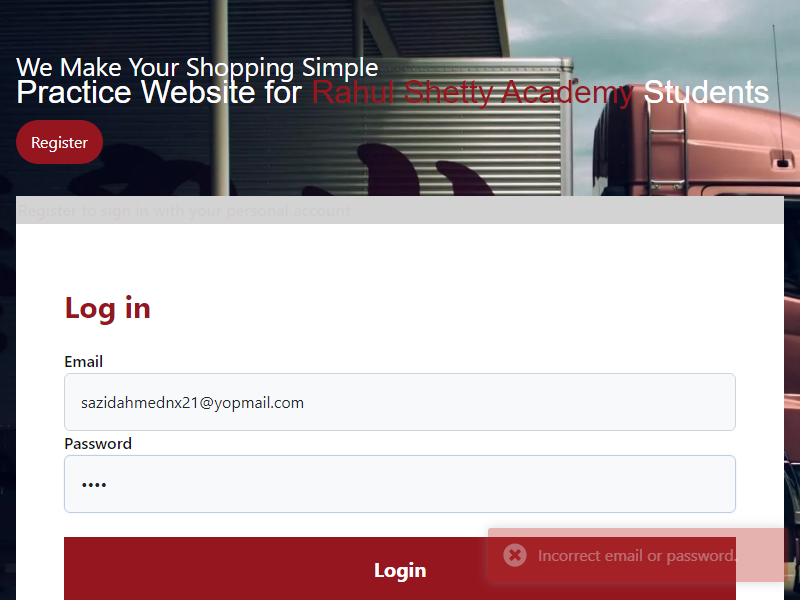 We Make Your Shopping Simple
Practice Website for Rahul Shetty Academy Students
Register
Register to sign in with your personal account
Log in
Email
sazidahmednx21@yopmail.com
Password
••••
Incorrect email or password.
Login